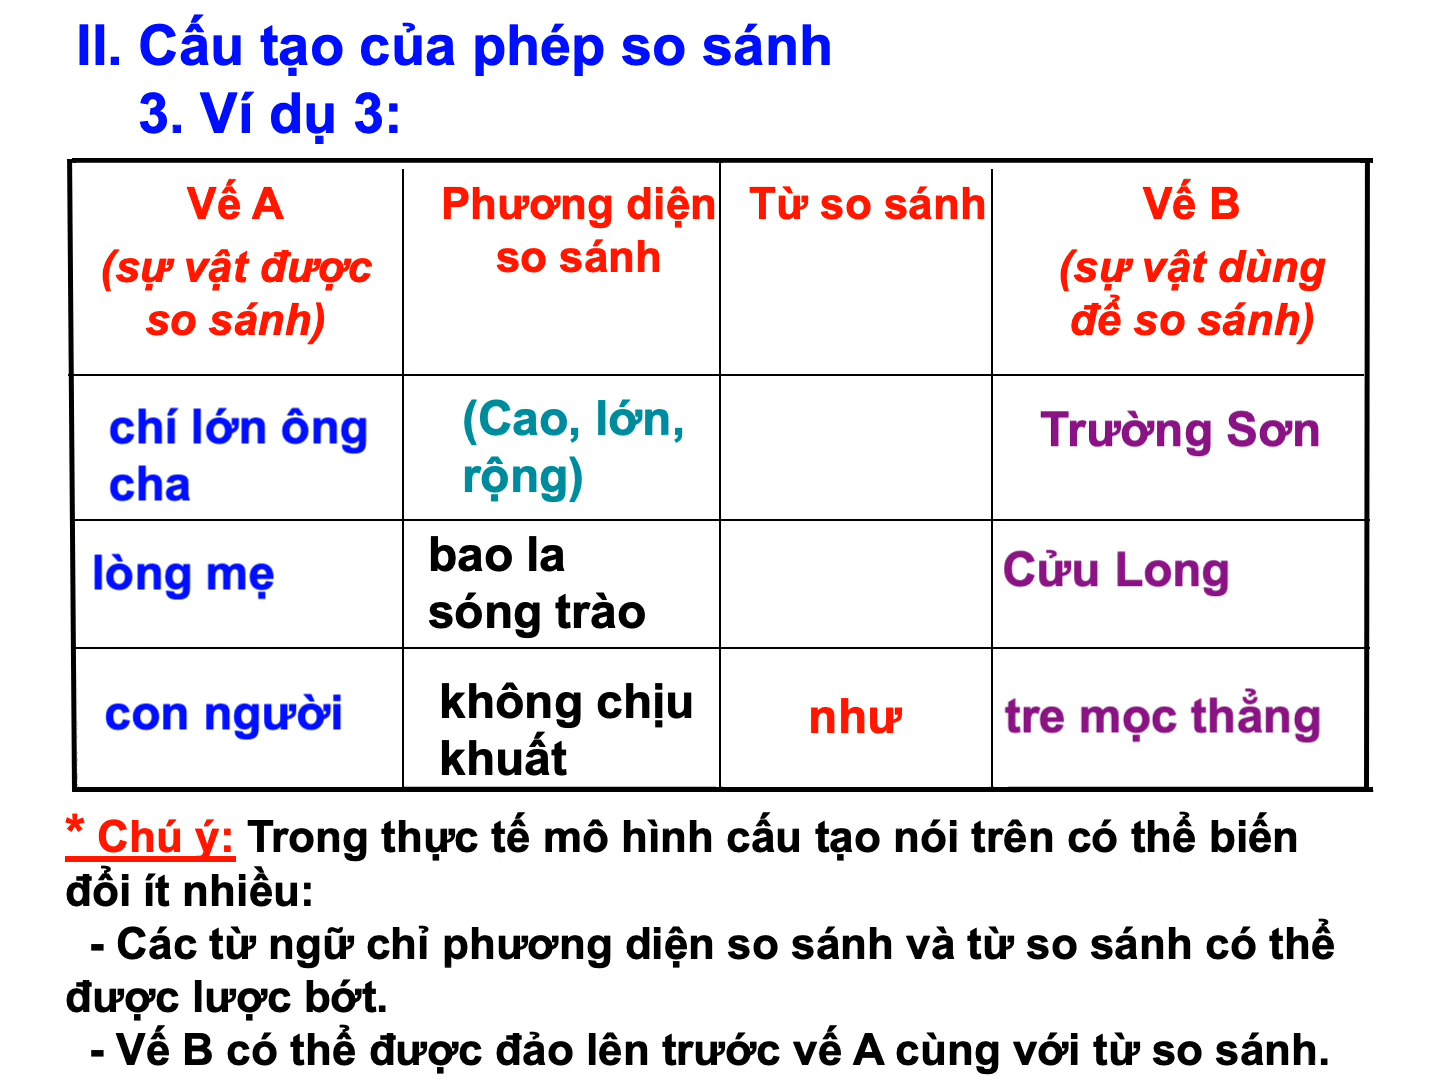 II. Cấu tạo của phép so sánh
3. Ví dụ 3:
Vế A
(sự vật được
so sánh)
Phương diện
so sánh
Từ so sánh
Vế B
(sự vật dùng
để so sánh)
chí lớn ông
cha
(Cao, lớn,
rộng)
Trường Sơn
lòng mẹ
bao la
sóng trào
Cửu Long
con người
không chịu
khuất
như
tre mọc thẳng
* Chú ý: Trong thực tế mô hình cấu tạo nói trên có thể biến
đổi ít nhiều:
- Các từ ngữ chỉ phương diện so sánh và từ so sánh có thể
được lược bớt.
- Vế B có thể được đảo lên trước vế A cùng với từ so sánh.